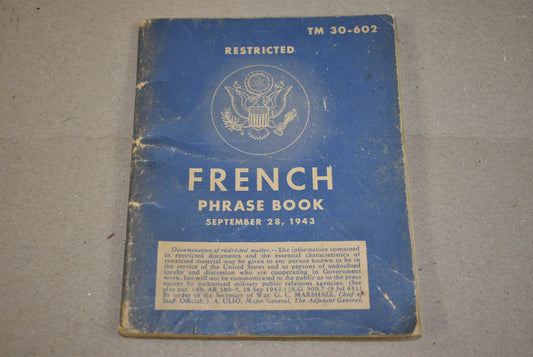 TM 30-602
RESTRICTED
FRENCH
PHRASE BOOK
SEPTEMBER 28, 1943
Dissemination of restricted matter.—The information contained
in restricted documents and the essential characteristics of
restricted material may be given to any person known to be in
the service of the United States and to persons of undoubted
loyalty and discretion who are cooperating in Government
work, but will not be communicated to the public or to the press
except by authorized military public relations agencies. (See
also par. 18b, AR 380-5, 28 Sep 1942.) [A.G. 300.7 (9 Jul 43).]
By order of the Secretary of War: G. C. MARSHALL, Chief of
Staff. Official: J. A. ULIO, Major General, The Adjutant General.